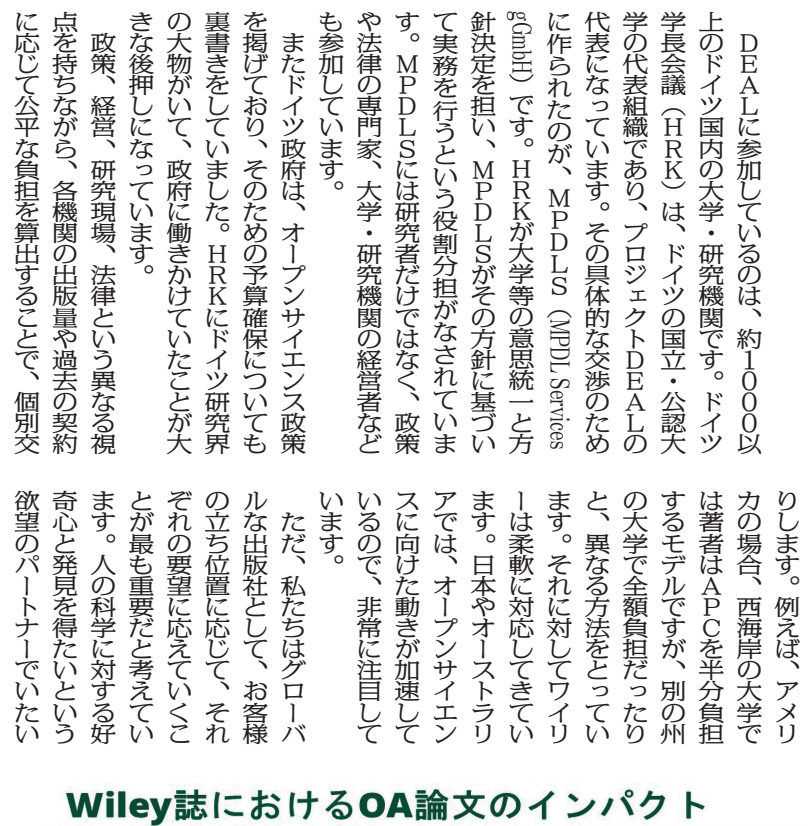 DEALに参加しているのは、約1000以
上のドイツ国内の大学・研究機関です。ドイツ
学長会議（HRK）は、ドイツの国立・公認大
学の代表組織であり、プロジェクトDEALの
代表になっています。その具体的な交渉のため
に作られたのが、MPDLS（MPDL Services
gGmbH）です。HRKが大学等の意思統一と方
針決定を担い、MPDLSがその方針に基づい
て実務を行うという役割分担がなされていま
す。MPDLSには研究者だけではなく、政策
や法律の専門家、大学・研究機関の経営者など
も参加しています。
またドイツ政府は、オープンサイエンス政策
を掲げており、そのための予算確保についても
裏書きをしていました。HRKにドイツ研究界
の大物がいて、政府に働きかけていたことが大
きな後押しになっています。
政策、経営、研究現場、法律という異なる視
点を持ちながら、各機関の出版量や過去の契約
に応じて公平な負担を算出することで、個別交
りします。例えば、アメリ
カの場合、西海岸の大学で
は著者はAPCを半分負担
するモデルですが、別の州
の大学で全額負担だったり
と、異なる方法をとってい
ます。それに対してワイリ
ーは柔軟に対応してきてい
ます。日本やオーストラリ
アでは、オープンサイエン
スに向けた動きが加速して
いるので、非常に注目して
います。
ただ、私たちはグローバ
ルな出版社として、お客様
の立ち位置に応じて、それ
ぞれの要望に応えていくこ
とが最も重要だと考えてい
ます。人の科学に対する好
奇心と発見を得たいという
欲望のパートナーでいたい
Wiley誌におけるOA論文のインパクト